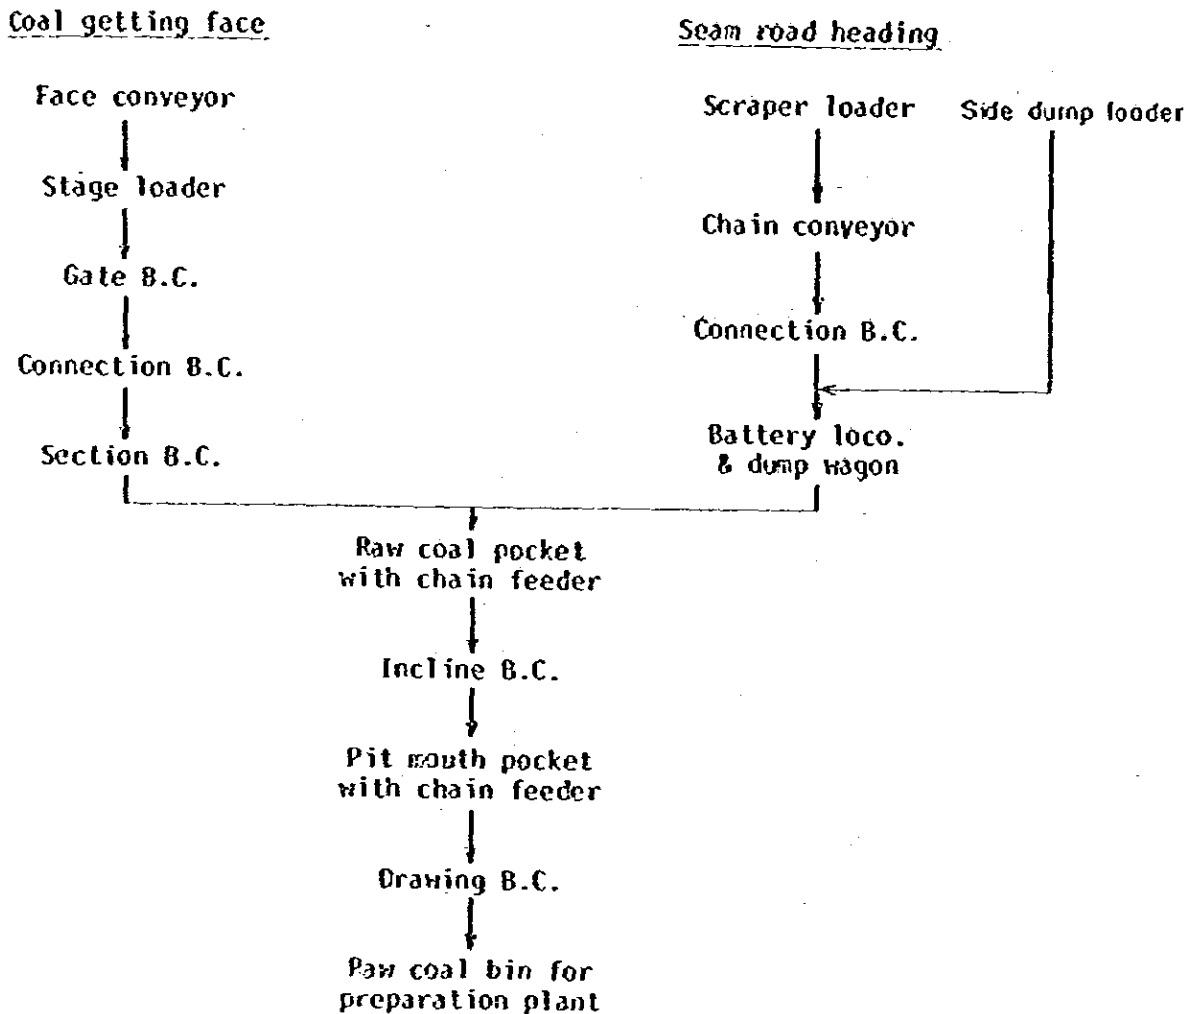 Coal getting face
Face conveyor
Stage loader
Gate B.C.
Connection B.C.
Section B.C.
Seam road heading
Scraper loader
Side dump loader
Chain conveyor
Connection B.C.
Battery loco.
& dump wagon
Raw coal pocket
with chain feeder
Incline B.C.
Pit mouth pocket
with chain feeder
Drawing B.C.
Raw coal bin for
preparation plant